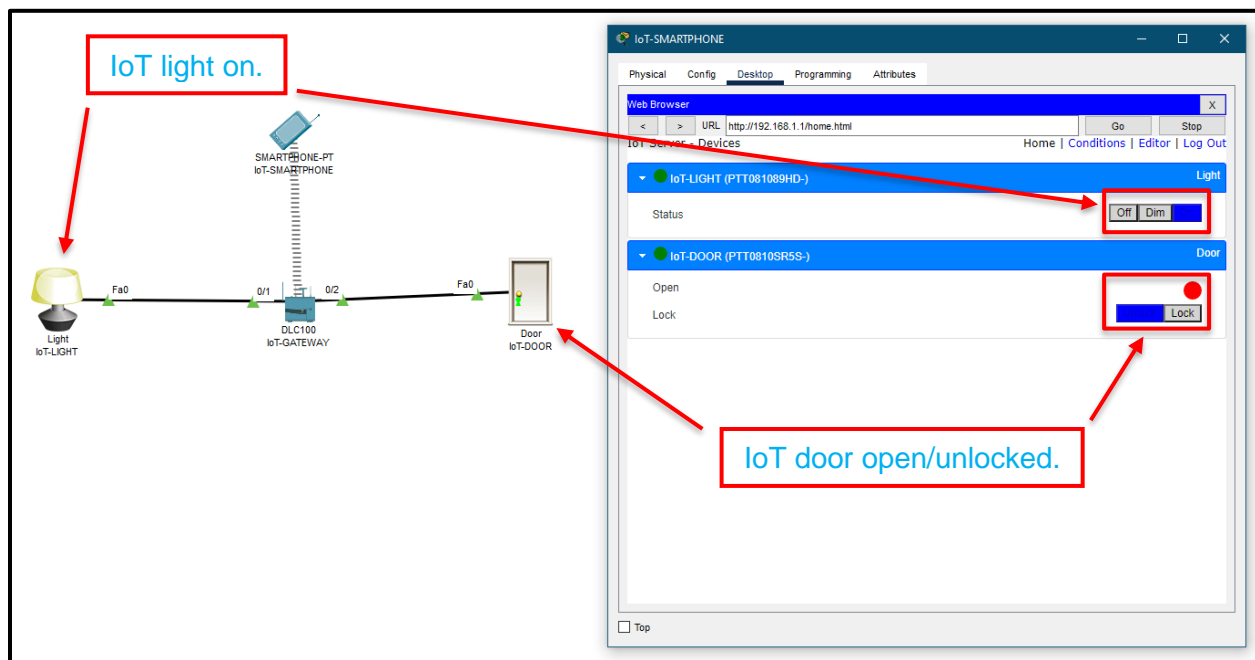 IoT light on.
SMARTPHONE-PT
IoT-SMARTPHONE
Fa0
0/1
0/2
Fa0
Light
IoT-LIGHT
DLC100
IoT-GATEWAY
Door
IoT-DOOR
IoT-SMARTPHONE
Physical Config Desktop Programming Attributes
Web Browser X
< > URL http://192.168.1.1/home.html Go Stop
IoT Server - Devices Home | Conditions | Editor | Log Out
IoT-LIGHT (PTT081089HD-) Light
Status Off Dim
IoT-DOOR (PTT0810SR5S-) Door
Open
Lock Lock
IoT door open/unlocked.
Top